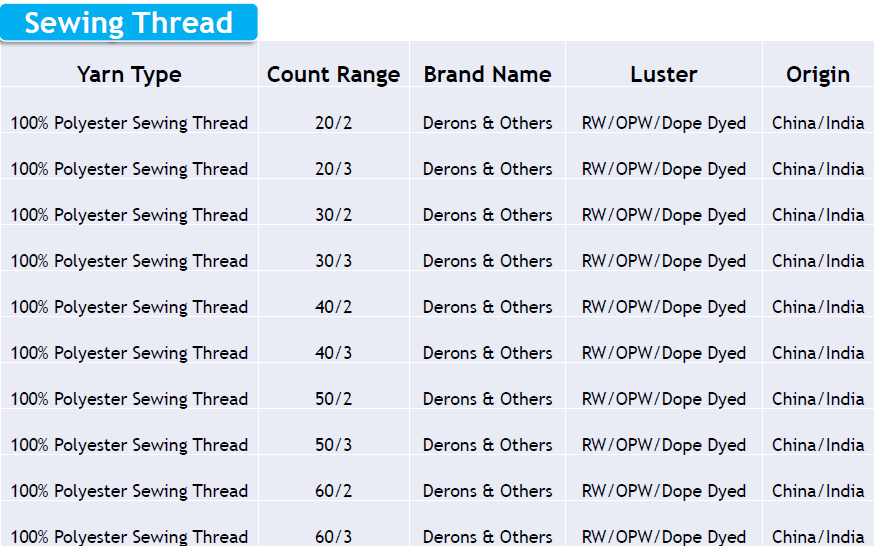 Sewing Thread
Yarn Type Count Range Brand Name Luster Origin
100% Polyester Sewing Thread 20/2 Derons & Others RW/OPW/Dope Dyed China/India
100% Polyester Sewing Thread 20/3 Derons & Others RW/OPW/Dope Dyed China/India
100% Polyester Sewing Thread 30/2 Derons & Others RW/OPW/Dope Dyed China/India
100% Polyester Sewing Thread 30/3 Derons & Others RW/OPW/Dope Dyed China/India
100% Polyester Sewing Thread 40/2 Derons & Others RW/OPW/Dope Dyed China/India
100% Polyester Sewing Thread 40/3 Derons & Others RW/OPW/Dope Dyed China/India
100% Polyester Sewing Thread 50/2 Derons & Others RW/OPW/Dope Dyed China/India
100% Polyester Sewing Thread 50/3 Derons & Others RW/OPW/Dope Dyed China/India
100% Polyester Sewing Thread 60/2 Derons & Others RW/OPW/Dope Dyed China/India
100% Polyester Sewing Thread 60/3 Derons & Others RW/OPW/Dope Dyed China/India